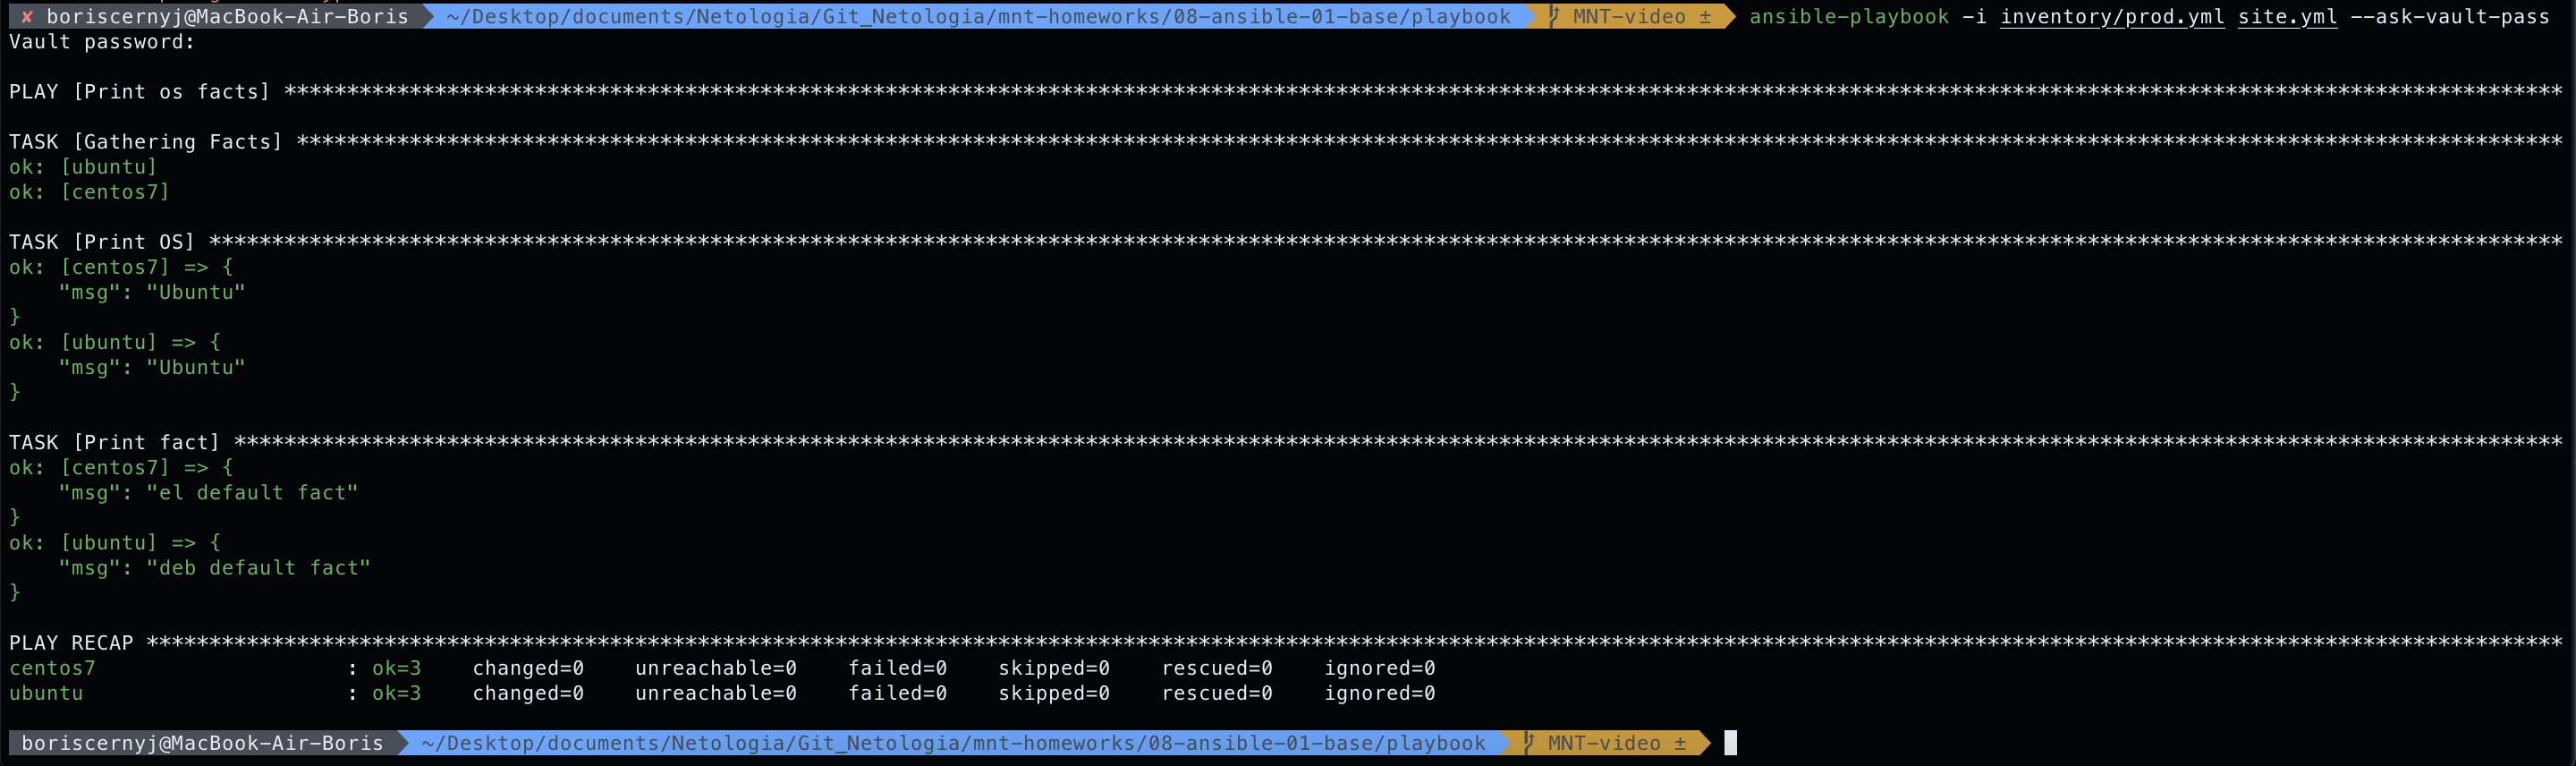 ✘ boriscernyj@MacBook-Air-Boris ~/Desktop/documents/Netologia/Git_Netologia/mnt-homeworks/08-ansible-01-base/playbook MNT-video ± ansible-playbook -i inventory/prod.yml site.yml --ask-vault-pass
Vault password:
PLAY [Print os facts] ****************************************************************************************************************************************************************************************
TASK [Gathering Facts] ***************************************************************************************************************************************************************************************
ok: [ubuntu]
ok: [centos7]
TASK [Print OS] **********************************************************************************************************************************************************************************************
ok: [centos7] => {
    "msg": "Ubuntu"
}
ok: [ubuntu] => {
    "msg": "Ubuntu"
}
TASK [Print fact] ********************************************************************************************************************************************************************************************
ok: [centos7] => {
    "msg": "el default fact"
}
ok: [ubuntu] => {
    "msg": "deb default fact"
}
PLAY RECAP ***************************************************************************************************************************************************************************************************
centos7                    : ok=3    changed=0    unreachable=0    failed=0    skipped=0    rescued=0    ignored=0
ubuntu                     : ok=3    changed=0    unreachable=0    failed=0    skipped=0    rescued=0    ignored=0
boriscernyj@MacBook-Air-Boris ~/Desktop/documents/Netologia/Git_Netologia/mnt-homeworks/08-ansible-01-base/playbook MNT-video ±